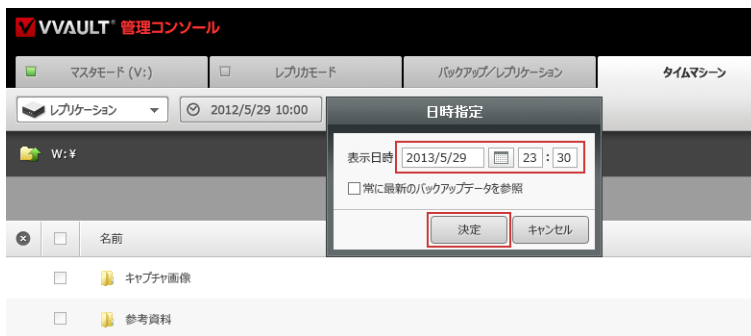 VVAULT® 管理コンソール
マスタモード (V:) レプリカモード バックアップ/レプリケーション タイムマシーン
レプリケーション 2012/5/29 10:00
日時指定
W:¥
表示日時 2013/5/29 23 : 30
常に最新のバックアップデータを参照
決定 キャンセル
名前
キャプチャ画像
参考資料